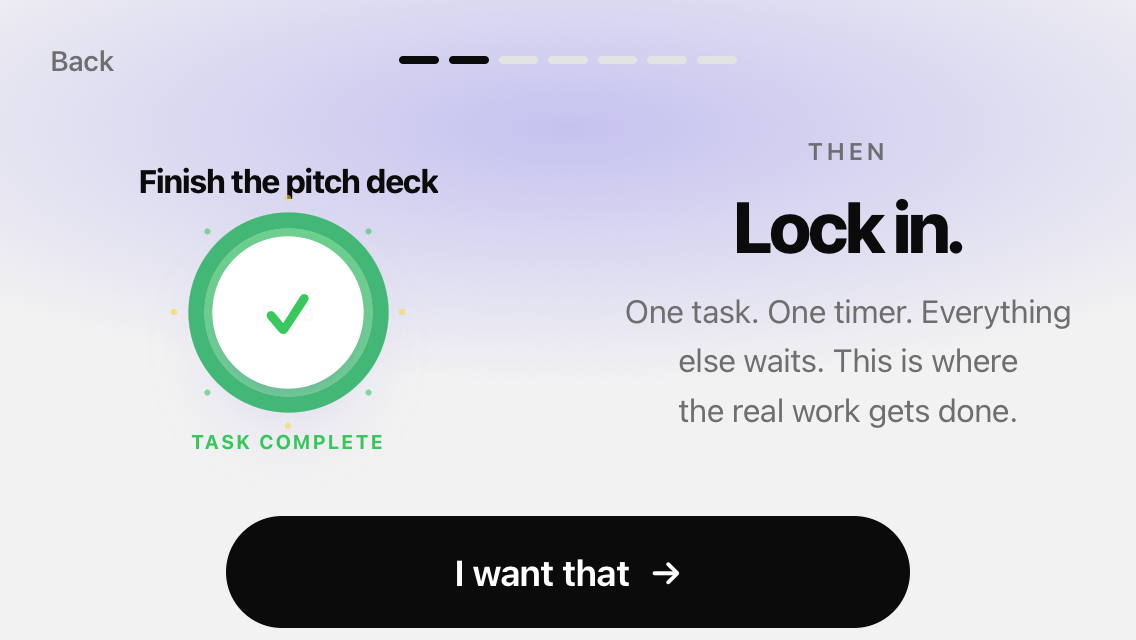 Back
Finish the pitch deck
TASK COMPLETE
THEN
Lock in.
One task. One timer. Everything
else waits. This is where
the real work gets done.
I want that →